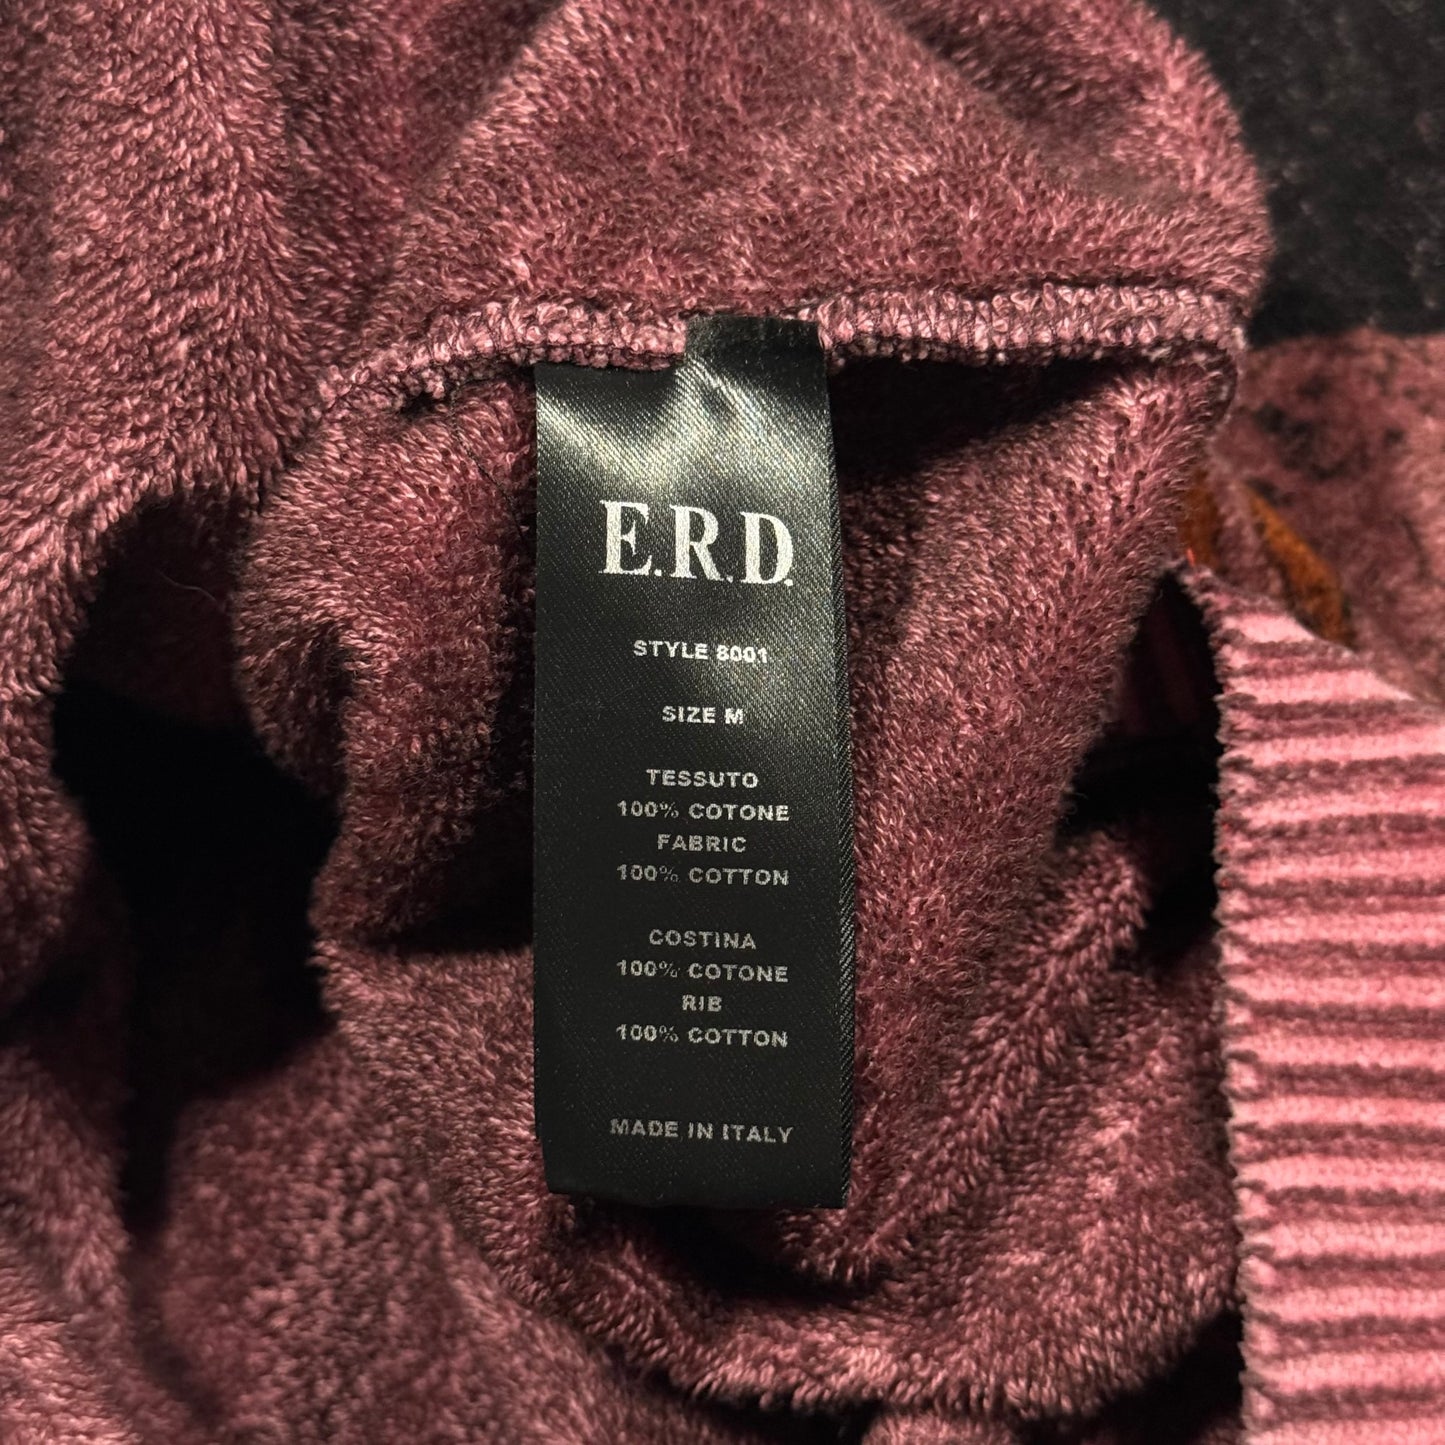 E.R.D.
STYLE 8001
SIZE M
TESSUTO
100% COTONE
FABRIC
100% COTTON
COSTINA
100% COTONE
RIB
100% COTTON
MADE IN ITALY